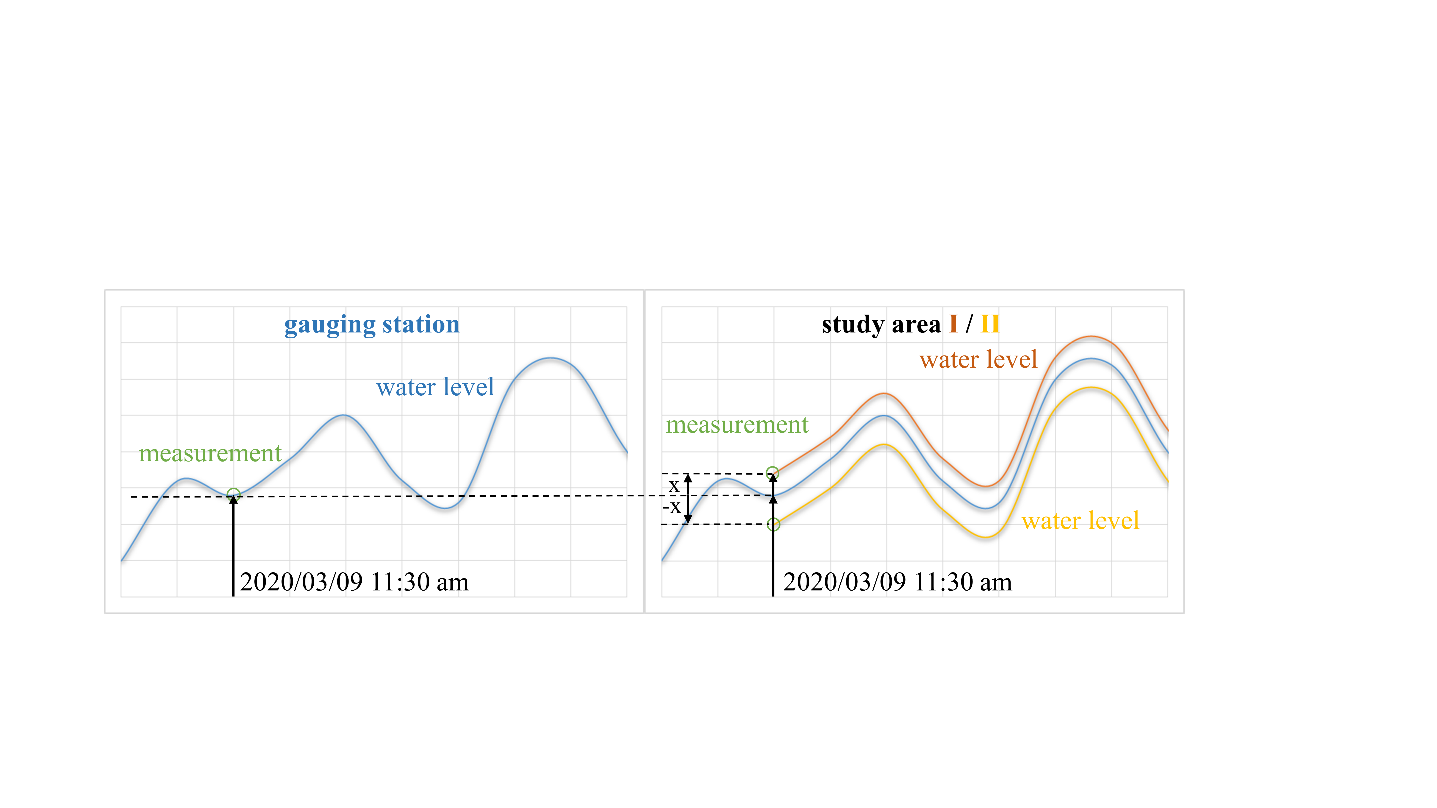 gauging station
water level
measurement
2020/03/09 11:30 am
study area I / II
water level
measurement
x
-x
water level
2020/03/09 11:30 am